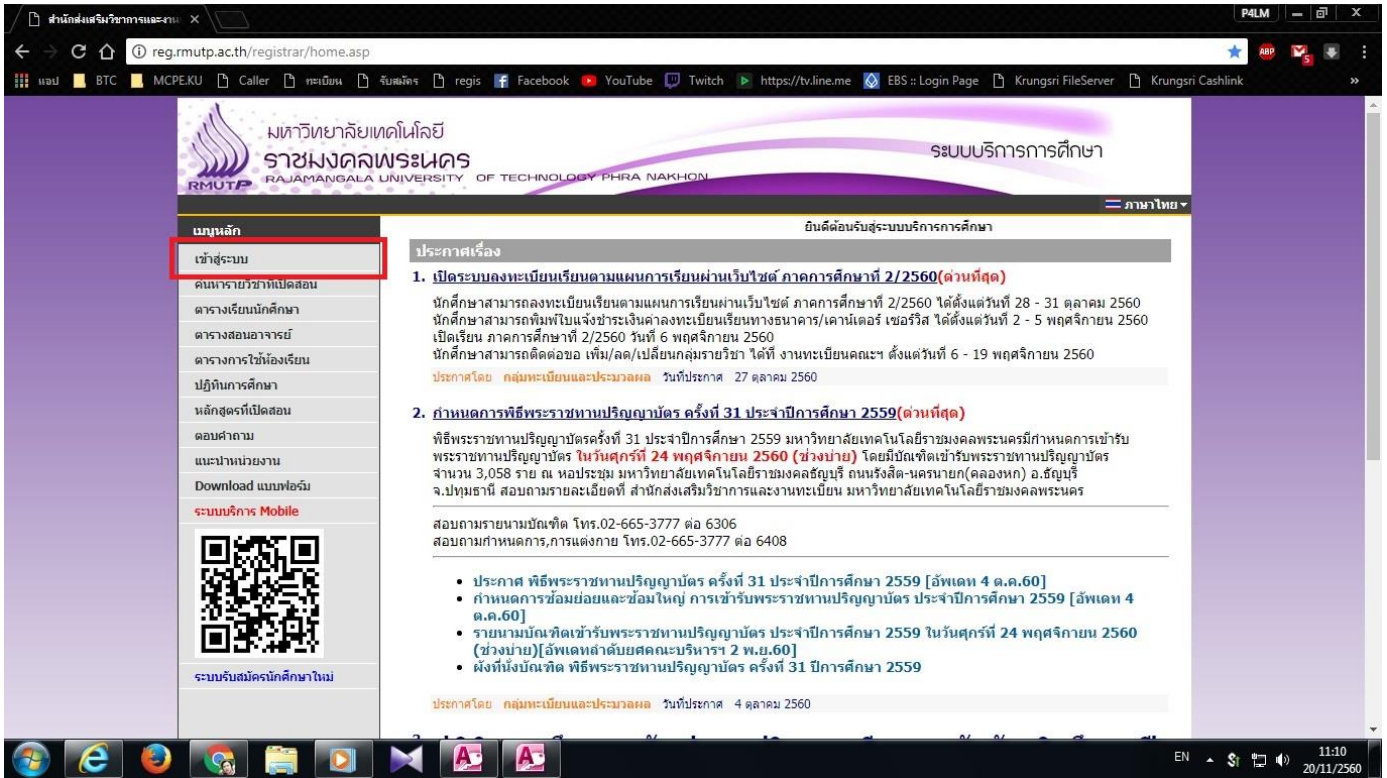 สำนักส่งเสริมวิชาการและงานท
P4LM
reg.rmutp.ac.th/registrar/home.asp
ABP
5
แอป BTC MCPE.KU Caller ทะเบียน รับสมัคร regis Facebook YouTube Twitch https://tv.line.me EBS :: Login Page Krungsri FileServer Krungsri Cashlink »
RMUTP
มหาวิทยาลัยเทคโนโลยี
ราชมงคลพระนคร
RAJAMANGALA UNIVERSITY OF TECHNOLOGY PHRA NAKHON
ระบบบริการการศึกษา
ภาษาไทย
เมนูหลัก
เข้าสู่ระบบ
ค้นหารายวิชาที่เปิดสอน
ตารางเรียนนักศึกษา
ตารางสอนอาจารย์
ตารางการใช้ห้องเรียน
ปฏิทินการศึกษา
หลักสูตรที่เปิดสอน
ตอบคำถาม
แนะนำหน่วยงาน
Download แบบฟอร์ม
ระบบบริการ Mobile
ระบบรับสมัครนักศึกษาใหม่
ยินดีต้อนรับสู่ระบบบริการการศึกษา
ประกาศเรื่อง
1. เปิดระบบลงทะเบียนเรียนตามแผนการเรียนผ่านเว็บไซต์ ภาคการศึกษาที่ 2/2560(ด่วนที่สุด)
นักศึกษาสามารถลงทะเบียนเรียนตามแผนการเรียนผ่านเว็บไซต์ ภาคการศึกษาที่ 2/2560 ได้ตั้งแต่วันที่ 28 - 31 ตุลาคม 2560
นักศึกษาสามารถพิมพ์ใบแจ้งชำระเงินค่าลงทะเบียนเรียนทางธนาคาร/เคาน์เตอร์ เซอร์วิส ได้ตั้งแต่วันที่ 2 - 5 พฤศจิกายน 2560
เปิดเรียน ภาคการศึกษาที่ 2/2560 วันที่ 6 พฤศจิกายน 2560
นักศึกษาสามารถติดต่อขอ เพิ่ม/ลด/เปลี่ยนกลุ่มรายวิชา ได้ที่ งานทะเบียนคณะฯ ตั้งแต่วันที่ 6 - 19 พฤศจิกายน 2560
ประกาศโดย กลุ่มทะเบียนและประมวลผล วันที่ประกาศ 27 ตุลาคม 2560
2. กำหนดการพิธีพระราชทานปริญญาบัตร ครั้งที่ 31 ประจำปีการศึกษา 2559(ด่วนที่สุด)
พิธีพระราชทานปริญญาบัตรครั้งที่ 31 ประจำปีการศึกษา 2559 มหาวิทยาลัยเทคโนโลยีราชมงคลพระนครมีกำหนดการเข้ารับ
พระราชทานปริญญาบัตร ในวันศุกร์ที่ 24 พฤศจิกายน 2560 (ช่วงบ่าย) โดยมีบัณฑิตเข้ารับพระราชทานปริญญาบัตร
จำนวน 3,058 ราย ณ หอประชุม มหาวิทยาลัยเทคโนโลยีราชมงคลธัญบุรี ถนนรังสิต-นครนายก(คลองหก) อ.ธัญบุรี
จ.ปทุมธานี สอบถามรายละเอียดที่ สำนักส่งเสริมวิชาการและงานทะเบียน มหาวิทยาลัยเทคโนโลยีราชมงคลพระนคร
สอบถามรายนามบัณฑิต โทร.02-665-3777 ต่อ 6306
สอบถามกำหนดการ,การแต่งกาย โทร.02-665-3777 ต่อ 6408
• ประกาศ พิธีพระราชทานปริญญาบัตร ครั้งที่ 31 ประจำปีการศึกษา 2559 [อัพเดท 4 ต.ค.60]
• กำหนดการซ้อมย่อยและซ้อมใหญ่ การเข้ารับพระราชทานปริญญาบัตร ประจำปีการศึกษา 2559 [อัพเดท 4
ต.ค.60]
• รายนามบัณฑิตเข้ารับพระราชทานปริญญาบัตร ประจำปีการศึกษา 2559 ในวันศุกร์ที่ 24 พฤศจิกายน 2560
(ช่วงบ่าย)[อัพเดทลำดับยศคณะบริหารฯ 2 พ.ย.60]
• ผังที่นั่งบัณฑิต พิธีพระราชทานปริญญาบัตร ครั้งที่ 31 ปีการศึกษา 2559
ประกาศโดย กลุ่มทะเบียนและประมวลผล วันที่ประกาศ 4 ตุลาคม 2560
EN
11:10
20/11/2560